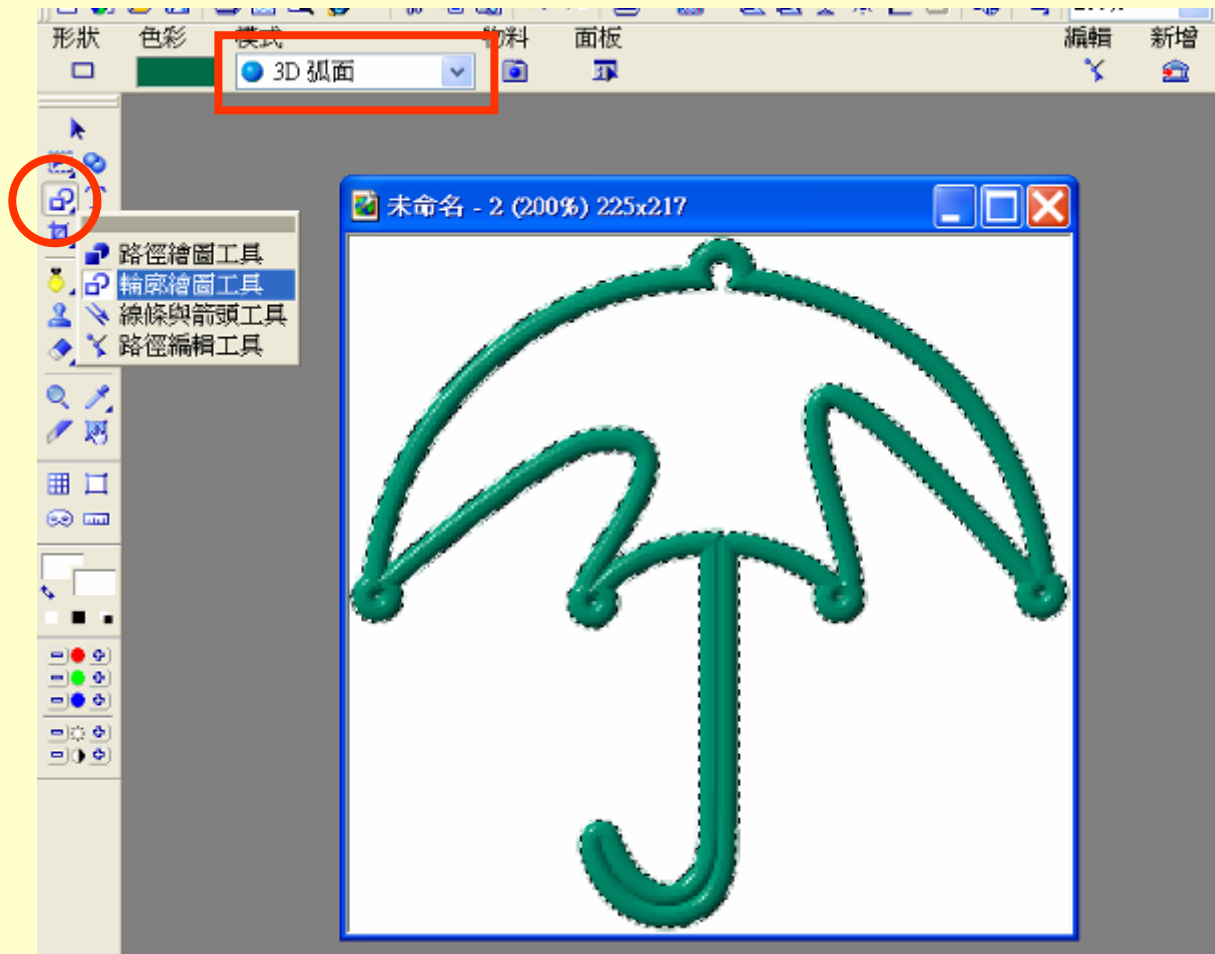 形狀 色彩 模式 物料 面板 編輯 新增
3D 弧面
未命名 - 2 (200%) 225x217
路徑繪圖工具
輪廓繪圖工具
線條與箭頭工具
路徑編輯工具